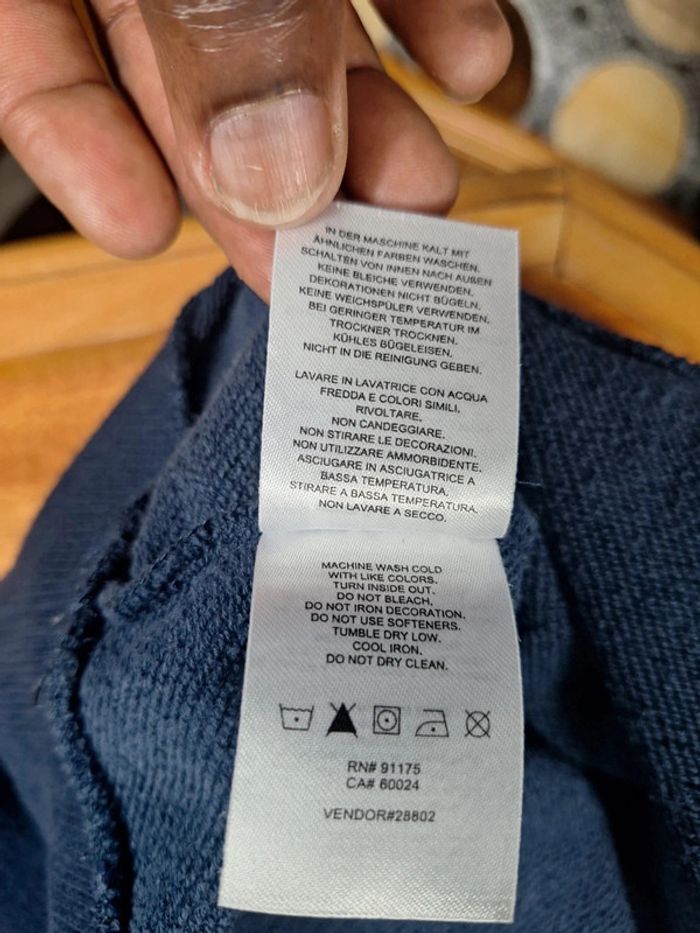 IN DER MASCHINE KALT MIT
ÄHNLICHEN FARBEN WASCHEN.
SCHALTEN VON INNEN NACH AUßEN
KEINE BLEICHE VERWENDEN.
DEKORATIONEN NICHT BÜGELN.
KEINE WEICHSPÜLER VERWENDEN.
BEI GERINGER TEMPERATUR IM
TROCKNER TROCKNEN.
KÜHLES BÜGELEISEN.
NICHT IN DIE REINIGUNG GEBEN.
LAVARE IN LAVATRICE CON ACQUA
FREDDA E COLORI SIMILI.
RIVOLTARE.
NON CANDEGGIARE.
NON STIRARE LE DECORAZIONI.
NON UTILIZZARE AMMORBIDENTE.
ASCIUGARE IN ASCIUGATRICE A
BASSA TEMPERATURA.
STIRARE A BASSA TEMPERATURA.
NON LAVARE A SECCO.
MACHINE WASH COLD
WITH LIKE COLORS.
TURN INSIDE OUT.
DO NOT BLEACH.
DO NOT IRON DECORATION.
DO NOT USE SOFTENERS.
TUMBLE DRY LOW.
COOL IRON.
DO NOT DRY CLEAN.
RN# 91175
CA# 60024
VENDOR#28802